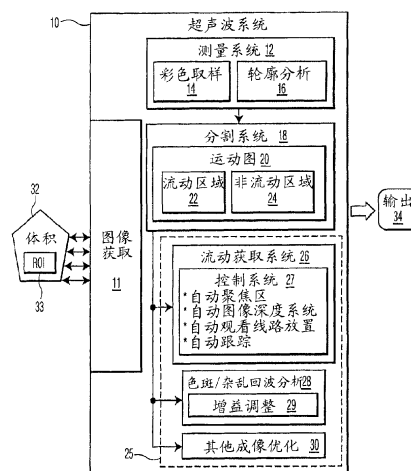 10
超声波系统
测量系统 12
彩色取样
14
轮廓分析
16
分割系统 18
运动图 20
流动区域
22
非流动区域
24
输出
34
32
体积
ROI
33
图像
获取
11
流动获取系统 26
控制系统 27
*自动聚焦区
*自动图像深度系统
*自动观看线路放置
*自动跟踪
色斑/杂乱回波分析 28
增益调整 29
其他成像优化 30
25